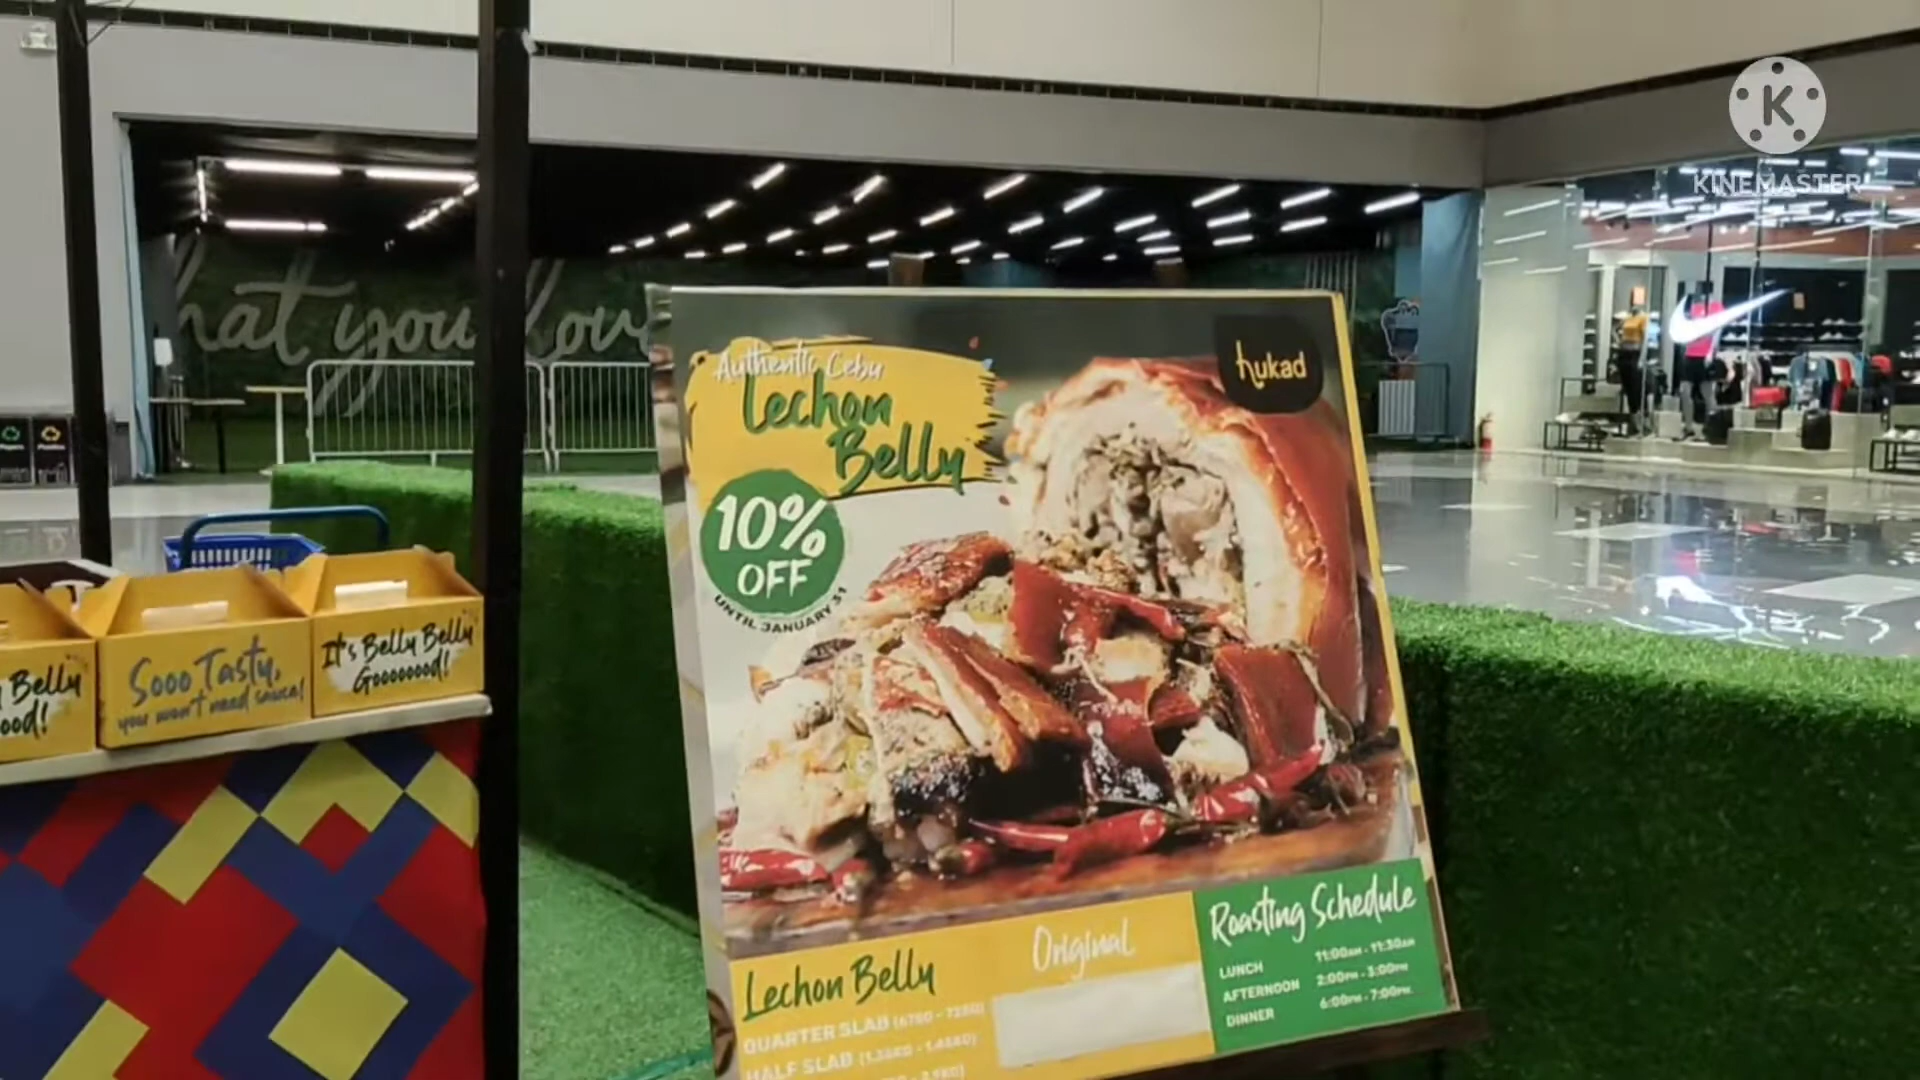 KINEMASTER
hat you lov
hukad
Authentic Cebu
Lechon
Belly
10%
OFF
UNTIL JANUARY 31
Belly
ood!
Sooo Tasty,
you won't need sauce!
It's Belly Belly
Goooooood!
Lechon Belly
Original
QUARTER SLAB
HALF SLAB
Roasting Schedule
LUNCH 11:00AM - 11:30AM
AFTERNOON 2:00PM - 3:00PM
DINNER 6:00PM - 7:00PM